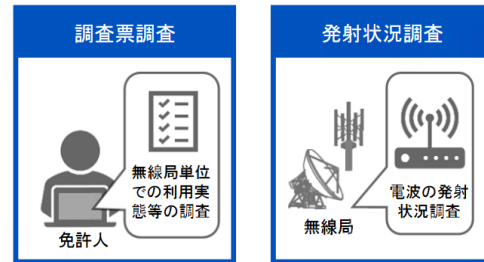 調査票調査
無線局単位
での利用実
態等の調査
免許人
発射状況調査
電波の発射
状況調査
無線局